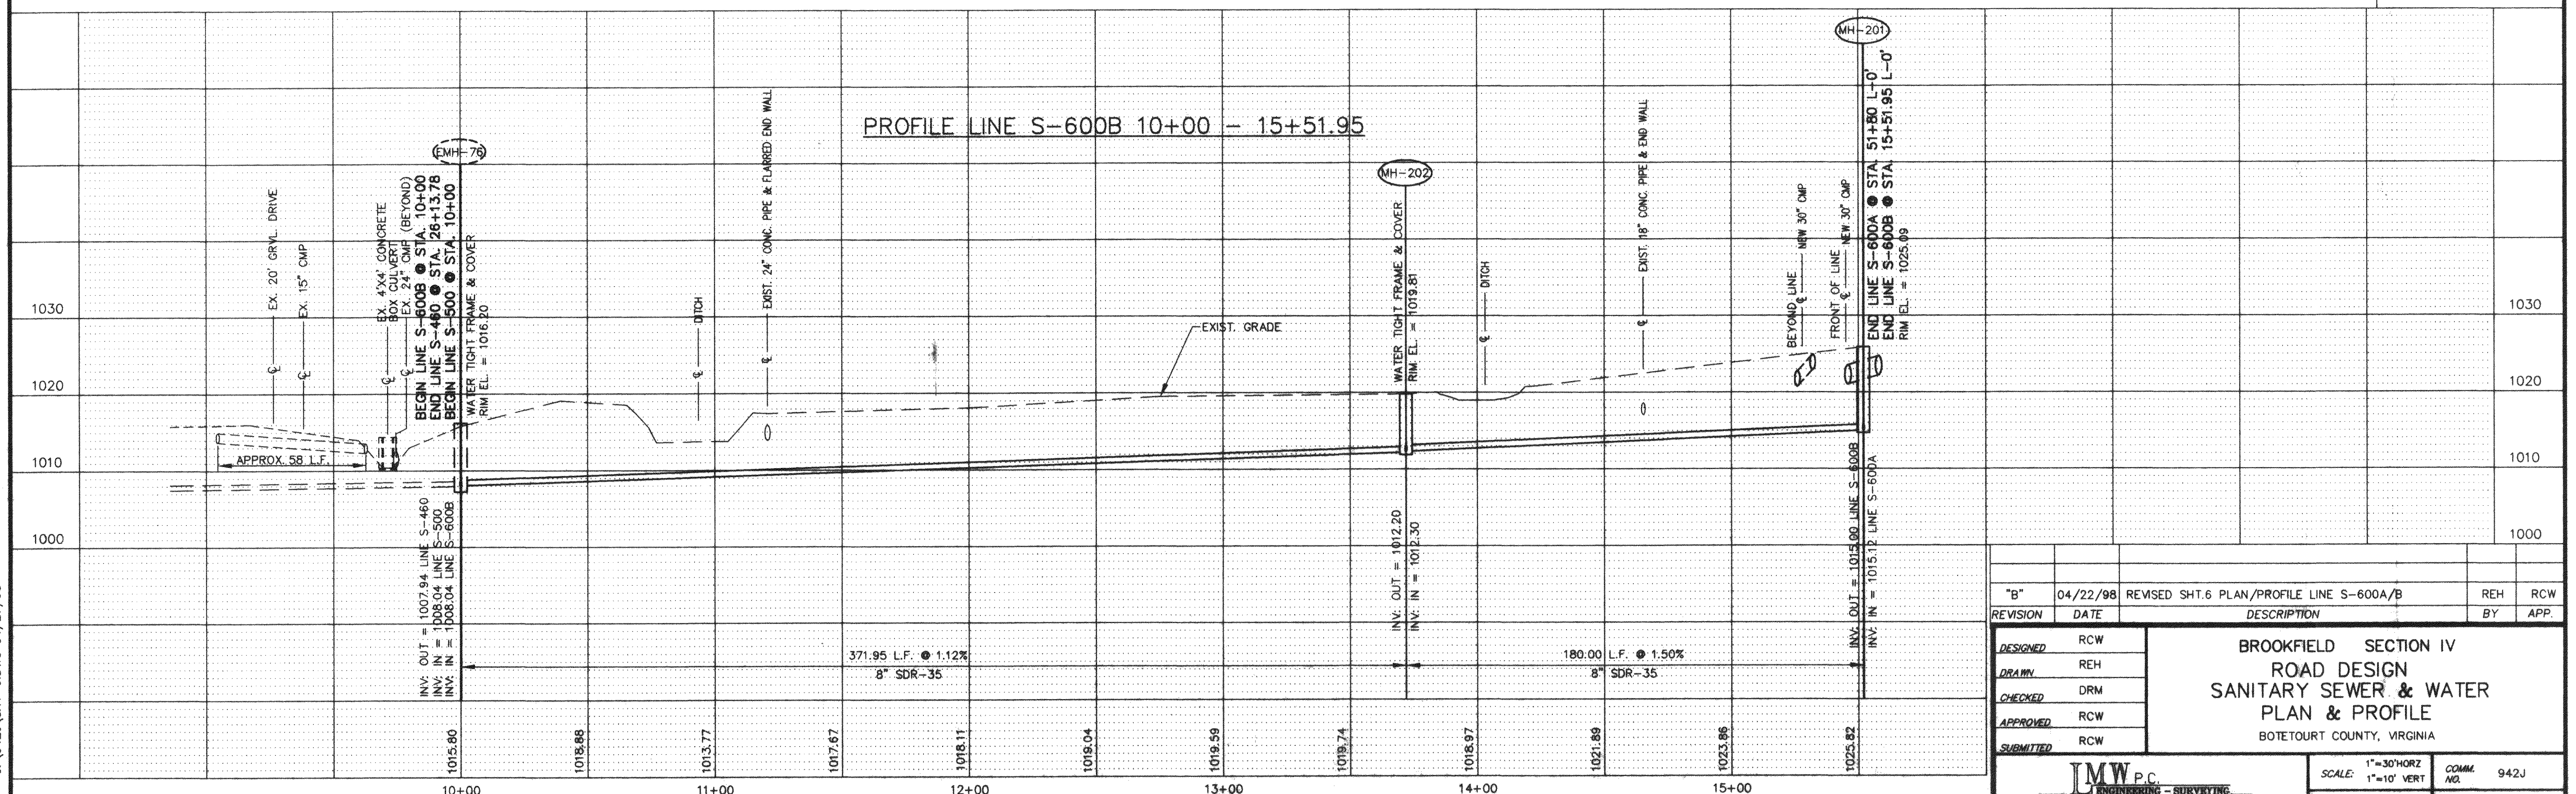 PROFILE LINE S-600B 10+00 - 15+51.95
EMH-76
MH-202
MH-201
EX. 20' GRVL. DRIVE
EX. 15" CMP
EX. 4'X4' CONCRETE
BOX CULVERT
EX. 24" CMP (BEYOND)
BEGIN LINE S-600B @ STA. 10+00
END LINE S-460 @ STA. 26+13.78
BEGIN LINE S-500 @ STA. 10+00
WATER TIGHT FRAME & COVER
RIM EL. = 1016.20
DITCH
EXIST. 24" CONC. PIPE & FLARRED END WALL
EXIST. GRADE
WATER TIGHT FRAME & COVER
RIM EL. = 1019.81
DITCH
EXIST. 18" CONC. PIPE & END WALL
BEYOND LINE NEW 30" CMP
FRONT OF LINE NEW 30" CMP
END LINE S-600A @ STA. 51+80 L-0'
END LINE S-600B @ STA. 15+51.95 L-0'
RIM EL. = 1025.09
1030
1020
1010
1000
1030
1020
1010
1000
APPROX. 58 L.F.
INV: OUT = 1007.94 LINE S-460
INV: IN = 1008.04 LINE S-500
INV: IN = 1008.04 LINE S-600B
INV: OUT = 1012.20
INV: IN = 1012.30
INV: OUT = 1015.00 LINE S-600B
INV: IN = 1015.12 LINE S-600A
371.95 L.F. @ 1.12%
8" SDR-35
180.00 L.F. @ 1.50%
8" SDR-35
1015.80
1018.88
1013.77
1017.67
1018.11
1019.04
1019.59
1019.74
1018.97
1021.89
1023.86
1025.82
10+00
11+00
12+00
13+00
14+00
15+00
"B" 04/22/98 REVISED SHT.6 PLAN/PROFILE LINE S-600A/B REH RCW
REVISION DATE DESCRIPTION BY APP.
DESIGNED RCW
DRAWN REH
CHECKED DRM
APPROVED RCW
SUBMITTED RCW
BROOKFIELD SECTION IV
ROAD DESIGN
SANITARY SEWER & WATER
PLAN & PROFILE
BOTETOURT COUNTY, VIRGINIA
LMW P.C.
ENGINEERING - SURVEYING
SCALE: 1"=30'HORZ
1"=10' VERT
COMM. NO. 942J